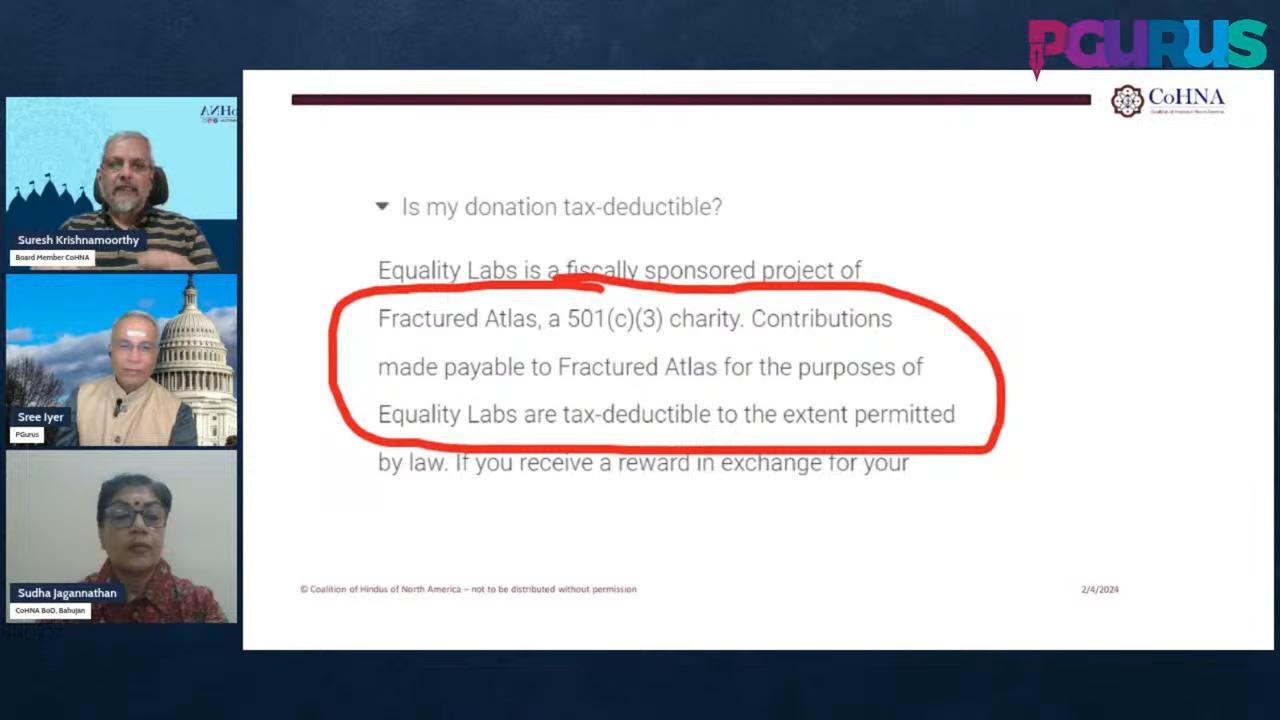 PGURUS
CoHNA
Suresh Krishnamoorthy
Board Member CoHNA
Sree Iyer
PGurus
Sudha Jagannathan
CoHNA BoD, Bahujan
CoHNA
Is my donation tax-deductible?
Equality Labs is a fiscally sponsored project of
Fractured Atlas, a 501(c)(3) charity. Contributions
made payable to Fractured Atlas for the purposes of
Equality Labs are tax-deductible to the extent permitted
by law. If you receive a reward in exchange for your
© Coalition of Hindus of North America – not to be distributed without permission
2/4/2024